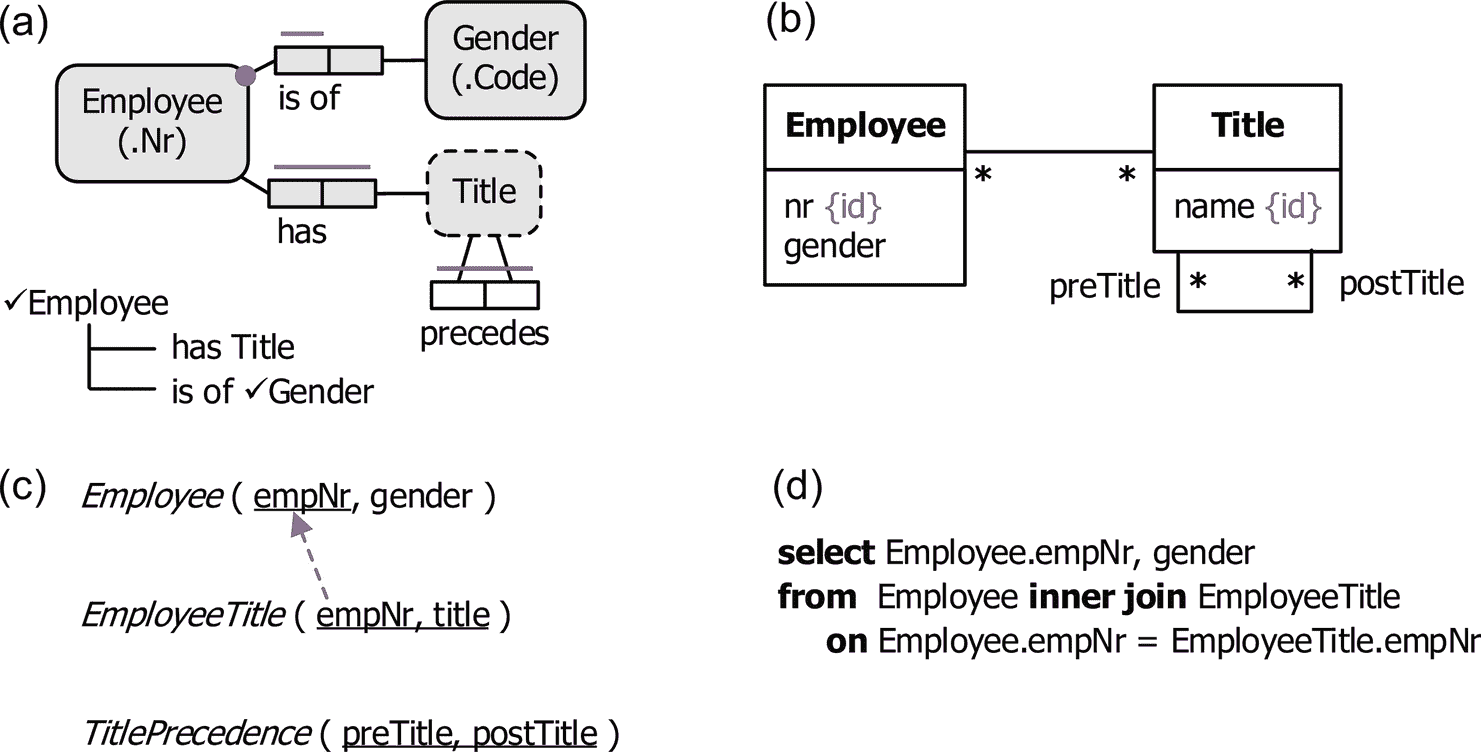 (a)
Employee
(.Nr)
is of
Gender
(.Code)
has
Title
precedes
✓Employee
has Title
is of ✓Gender
(b)
Employee
nr {id}
gender
* *
Title
name {id}
preTitle * * postTitle
(c)
Employee ( empNr, gender )
EmployeeTitle ( empNr, title )
TitlePrecedence ( preTitle, postTitle )
(d)
select Employee.empNr, gender
from Employee inner join EmployeeTitle
on Employee.empNr = EmployeeTitle.empNr